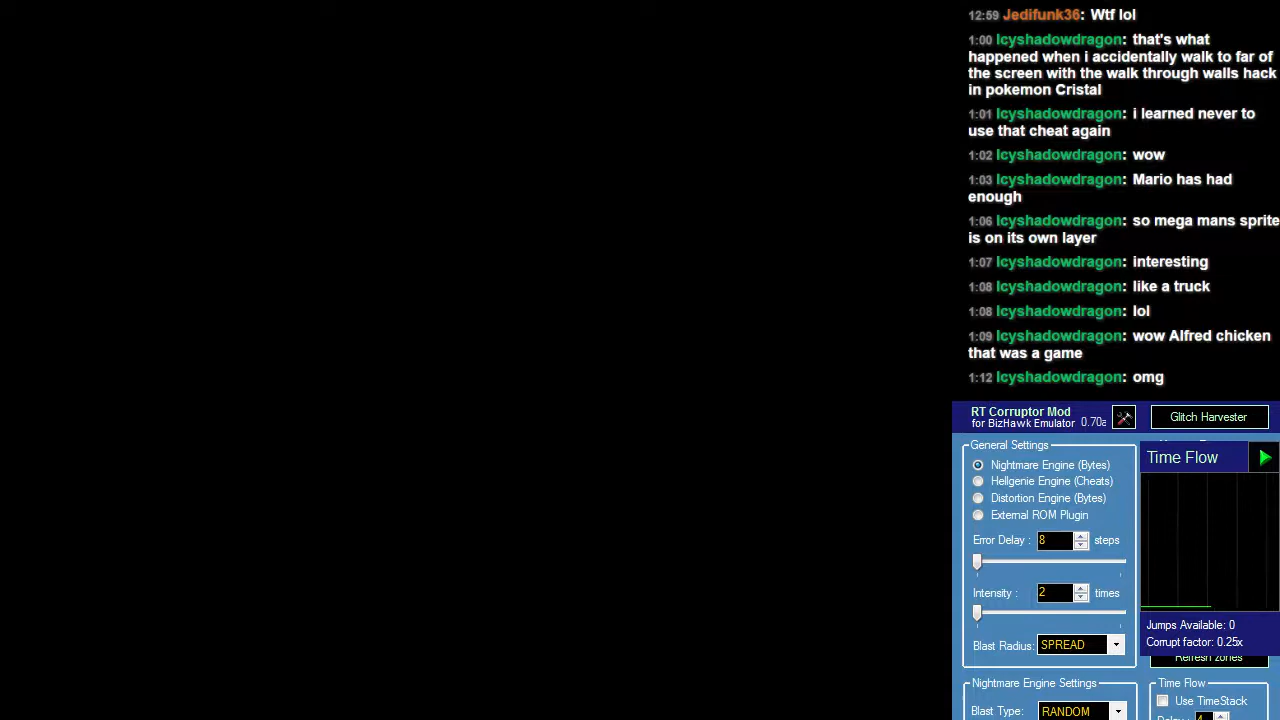 12:59 Jedifunk36: Wtf lol
1:00 Icyshadowdragon: that's what
happened when i accidentally walk to far of
the screen with the walk through walls hack
in pokemon Cristal
1:01 Icyshadowdragon: i learned never to
use that cheat again
1:02 Icyshadowdragon: wow
1:03 Icyshadowdragon: Mario has had
enough
1:06 Icyshadowdragon: so mega mans sprite
is on its own layer
1:07 Icyshadowdragon: interesting
1:08 Icyshadowdragon: like a truck
1:08 Icyshadowdragon: lol
1:09 Icyshadowdragon: wow Alfred chicken
that was a game
1:12 Icyshadowdragon: omg
RT Corruptor Mod
for BizHawk Emulator 0.70a
Glitch Harvester
General Settings
Nightmare Engine (Bytes)
Hellgenie Engine (Cheats)
Distortion Engine (Bytes)
External ROM Plugin
Error Delay : 8 steps
Intensity : 2 times
Blast Radius: SPREAD
Time Flow
Jumps Available: 0
Corrupt factor: 0.25x
Refresh zones
Nightmare Engine Settings
Blast Type: RANDOM
Time Flow
Use TimeStack
Delay : 4